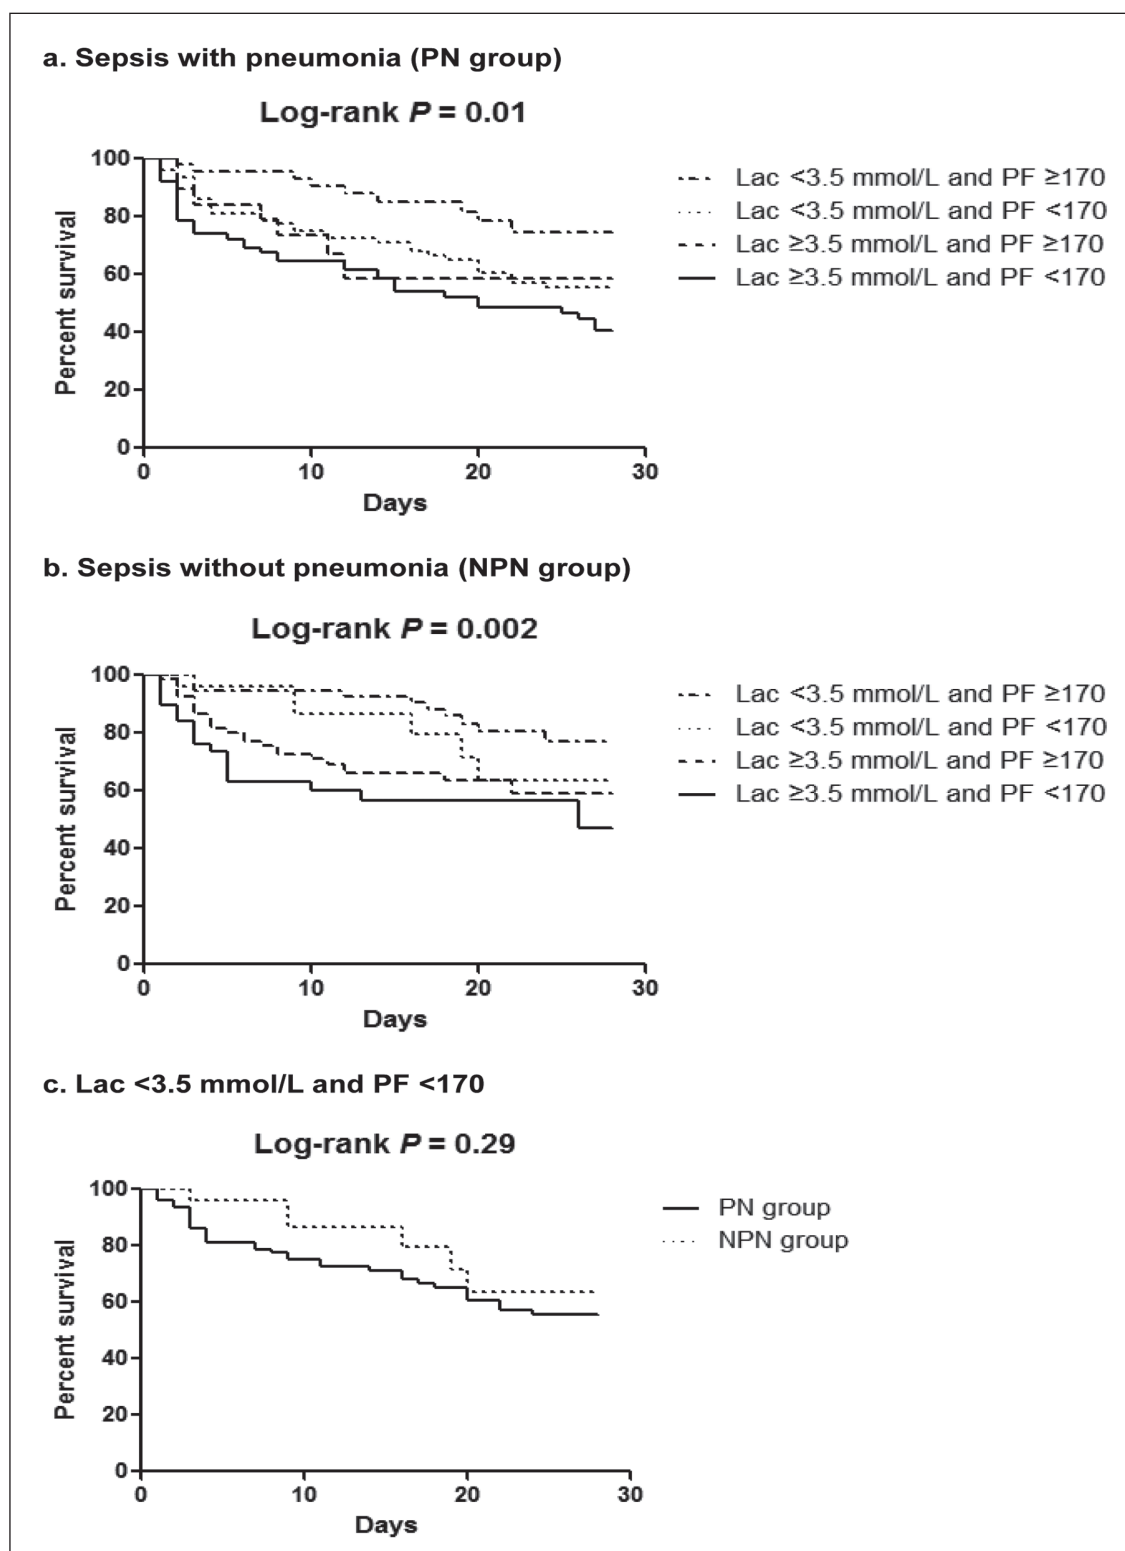 a. Sepsis with pneumonia (PN group)
Log-rank P = 0.01
100
80
60
40
20
0
Percent survival
0 10 20 30
Days
Lac <3.5 mmol/L and PF ≥170
Lac <3.5 mmol/L and PF <170
Lac ≥3.5 mmol/L and PF ≥170
Lac ≥3.5 mmol/L and PF <170
b. Sepsis without pneumonia (NPN group)
Log-rank P = 0.002
100
80
60
40
20
0
Percent survival
0 10 20 30
Days
Lac <3.5 mmol/L and PF ≥170
Lac <3.5 mmol/L and PF <170
Lac ≥3.5 mmol/L and PF ≥170
Lac ≥3.5 mmol/L and PF <170
c. Lac <3.5 mmol/L and PF <170
Log-rank P = 0.29
100
80
60
40
20
0
Percent survival
0 10 20 30
Days
PN group
NPN group